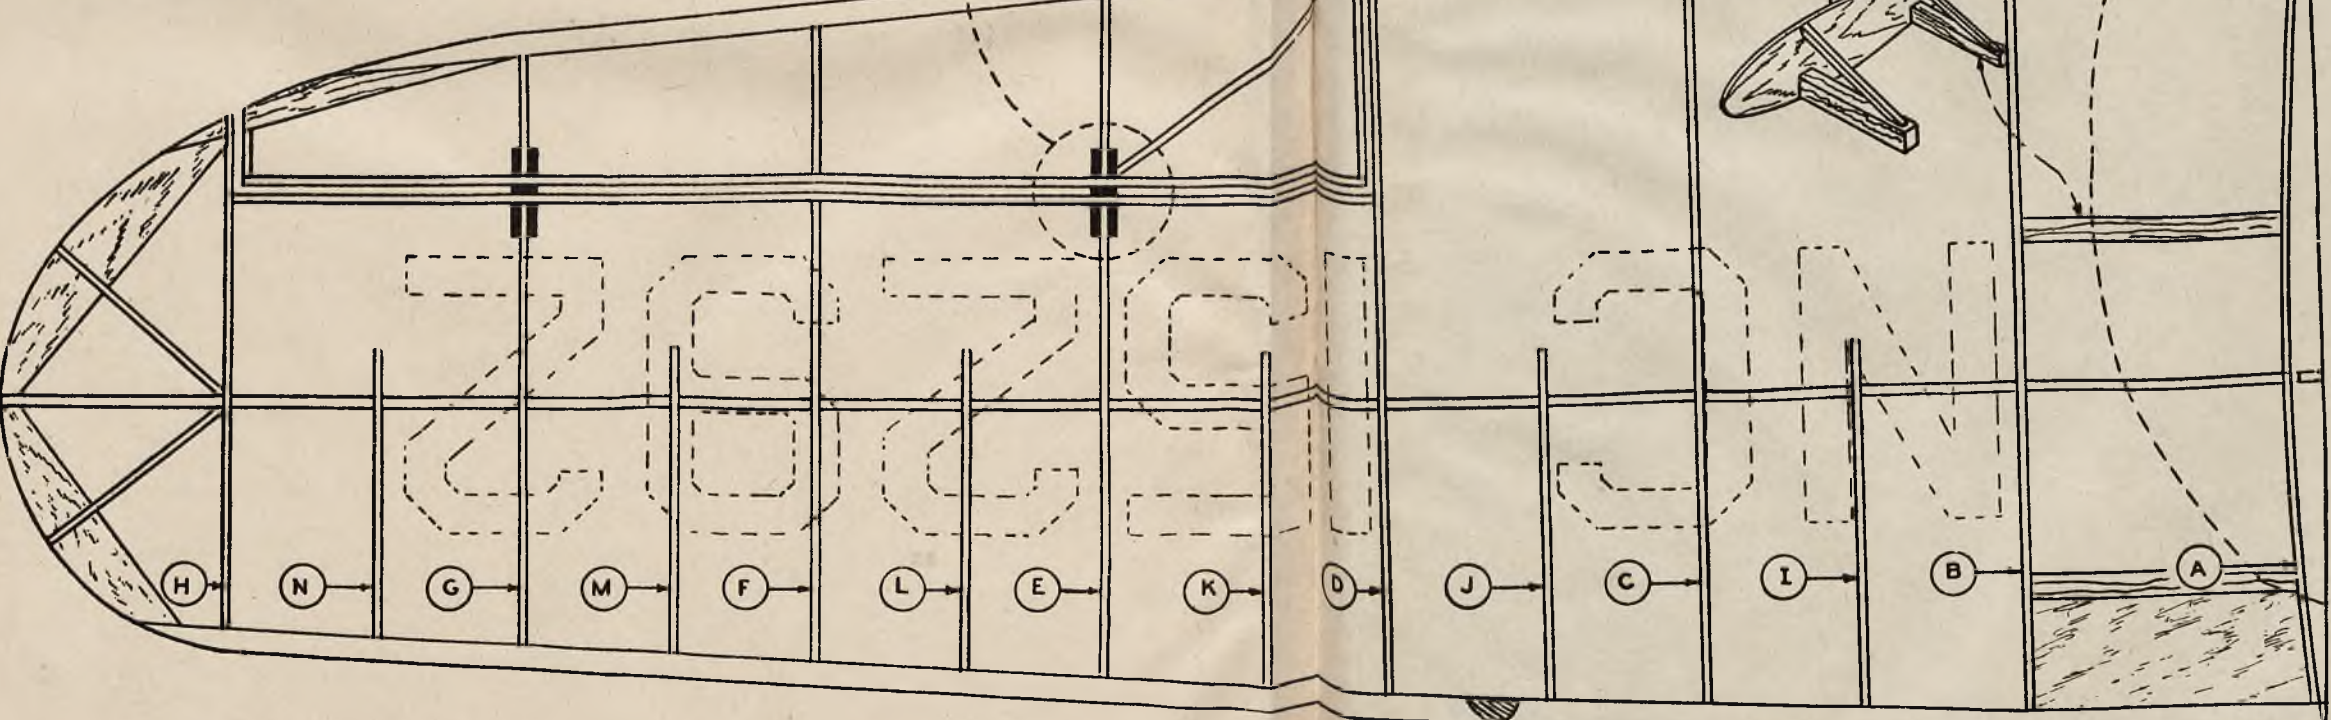 H N G M F L E K D J C I B A